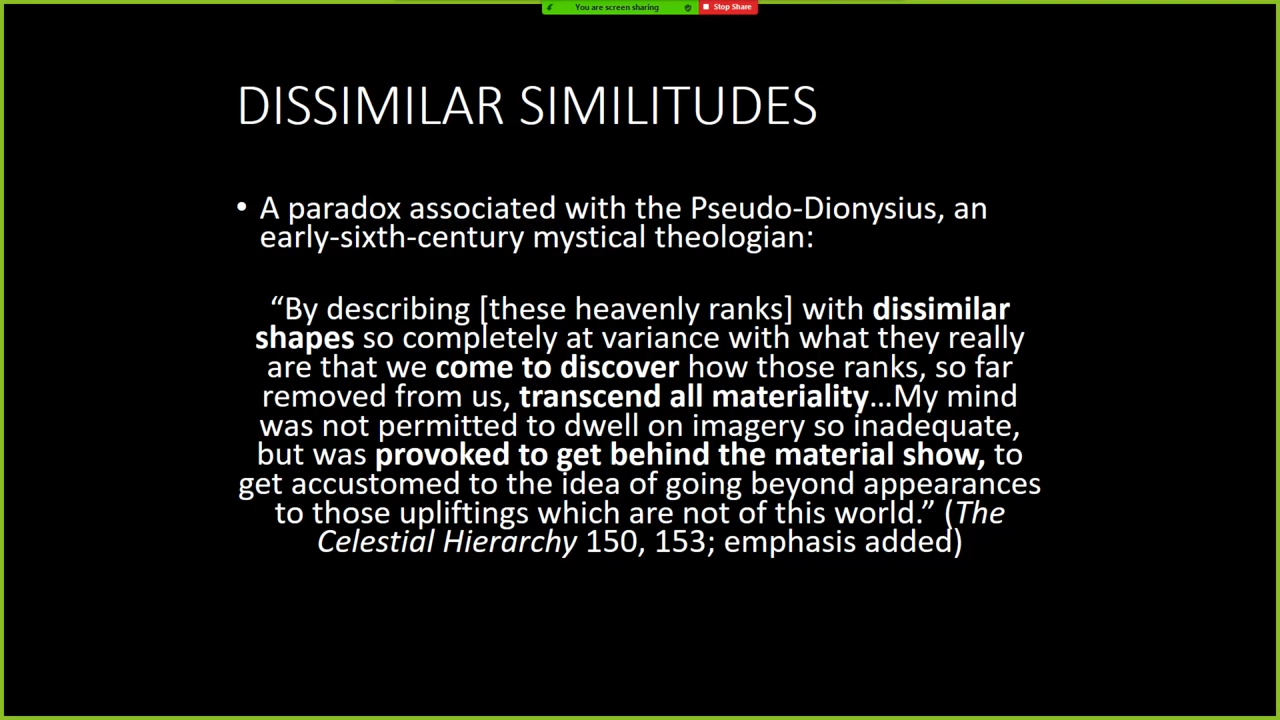 You are screen sharing
Stop Share
DISSIMILAR SIMILITUDES
• A paradox associated with the Pseudo-Dionysius, an
early-sixth-century mystical theologian:
“By describing [these heavenly ranks] with dissimilar
shapes so completely at variance with what they really
are that we come to discover how those ranks, so far
removed from us, transcend all materiality…My mind
was not permitted to dwell on imagery so inadequate,
but was provoked to get behind the material show, to
get accustomed to the idea of going beyond appearances
to those upliftings which are not of this world.” (The
Celestial Hierarchy 150, 153; emphasis added)